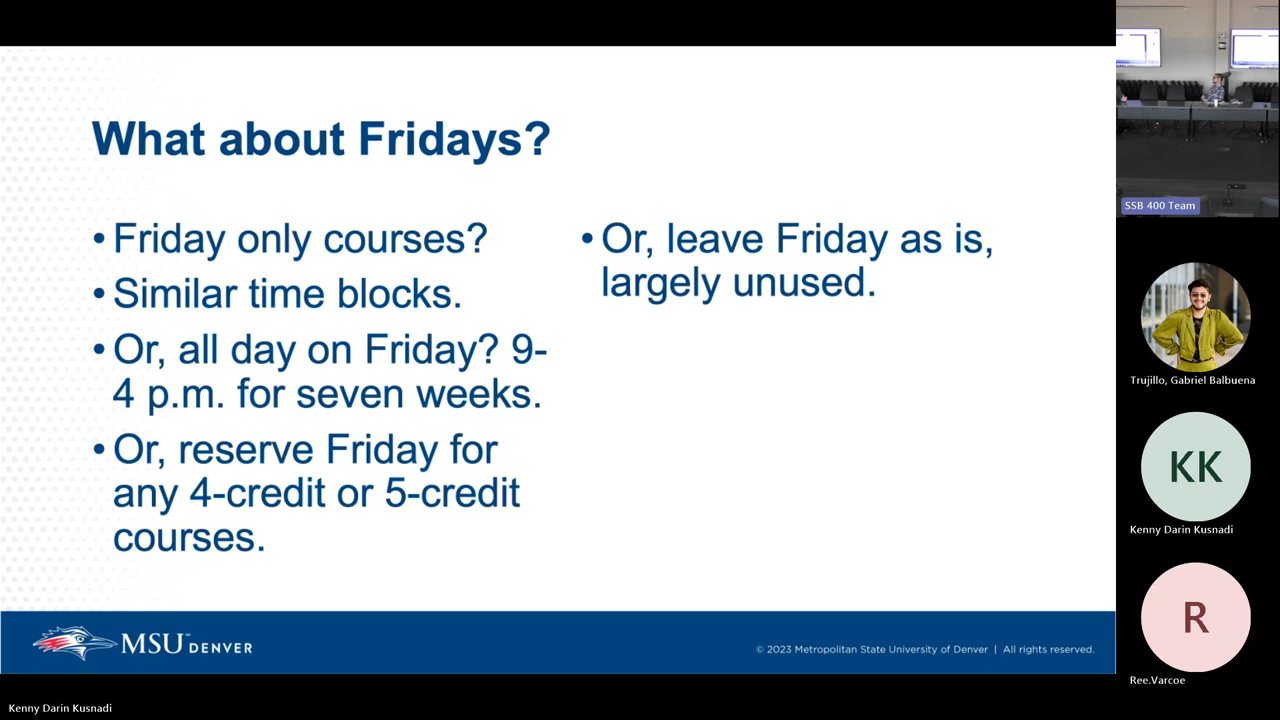 What about Fridays?
• Friday only courses?
• Similar time blocks.
• Or, all day on Friday? 9-
4 p.m. for seven weeks.
• Or, reserve Friday for
any 4-credit or 5-credit
courses.
• Or, leave Friday as is,
largely unused.
MSU DENVER
© 2023 Metropolitan State University of Denver | All rights reserved.
SSB 400 Team
Trujillo, Gabriel Balbuena
KK
Kenny Darin Kusnadi
R
Ree.Varcoe
Kenny Darin Kusnadi